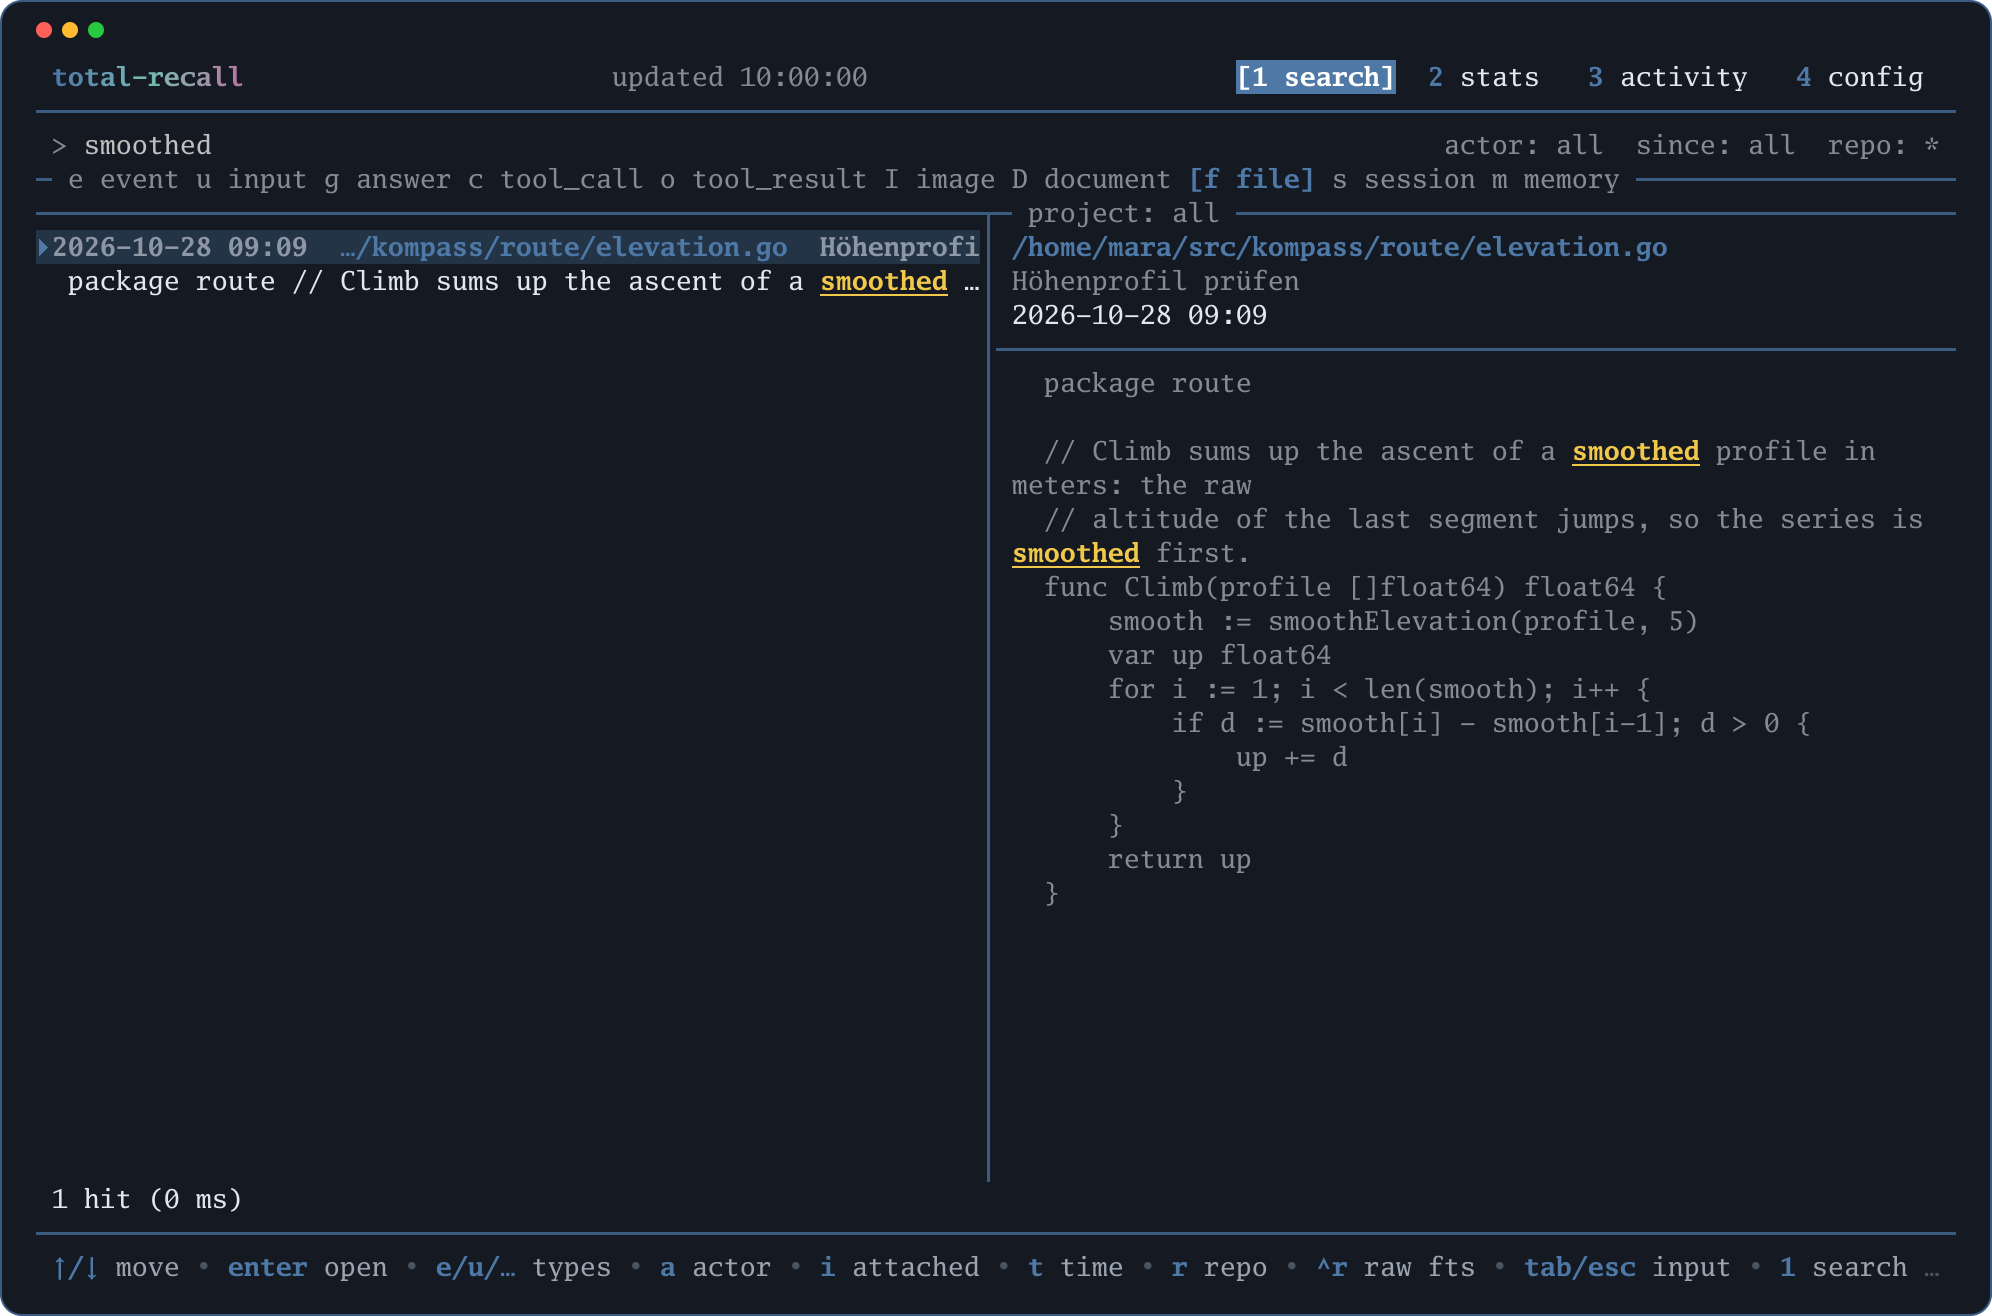 total-recall updated 10:00:00 [1 search] 2 stats 3 activity 4 config
> smoothed actor: all since: all repo: *
e event u input g answer c tool_call o tool_result I image D document [f file] s session m memory
project: all
2026-10-28 09:09 …/kompass/route/elevation.go Höhenprofi
package route // Climb sums up the ascent of a smoothed …
/home/mara/src/kompass/route/elevation.go
Höhenprofil prüfen
2026-10-28 09:09
package route
// Climb sums up the ascent of a smoothed profile in
meters: the raw
// altitude of the last segment jumps, so the series is
smoothed first.
func Climb(profile []float64) float64 {
smooth := smoothElevation(profile, 5)
var up float64
for i := 1; i < len(smooth); i++ {
if d := smooth[i] - smooth[i-1]; d > 0 {
up += d
}
}
return up
}
1 hit (0 ms)
↑/↓ move • enter open • e/u/… types • a actor • i attached • t time • r repo • ^r raw fts • tab/esc input • 1 search …